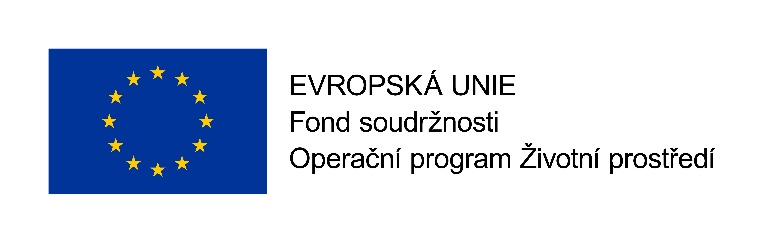 EVROPSKÁ UNIE
Fond soudržnosti
Operační program Životní prostředí